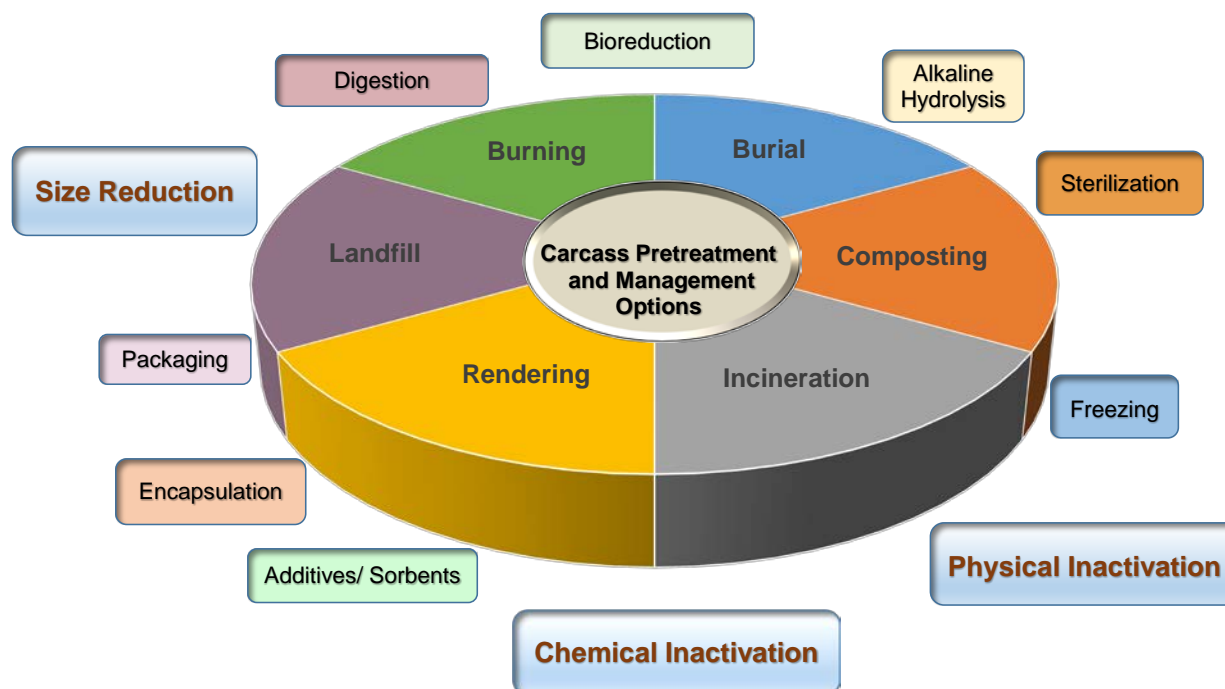 Bioreduction
Digestion
Alkaline
Hydrolysis
Burning
Burial
Size Reduction
Sterilization
Landfill
Carcass Pretreatment
and Management
Options
Composting
Packaging
Rendering
Incineration
Freezing
Encapsulation
Additives/ Sorbents
Physical Inactivation
Chemical Inactivation